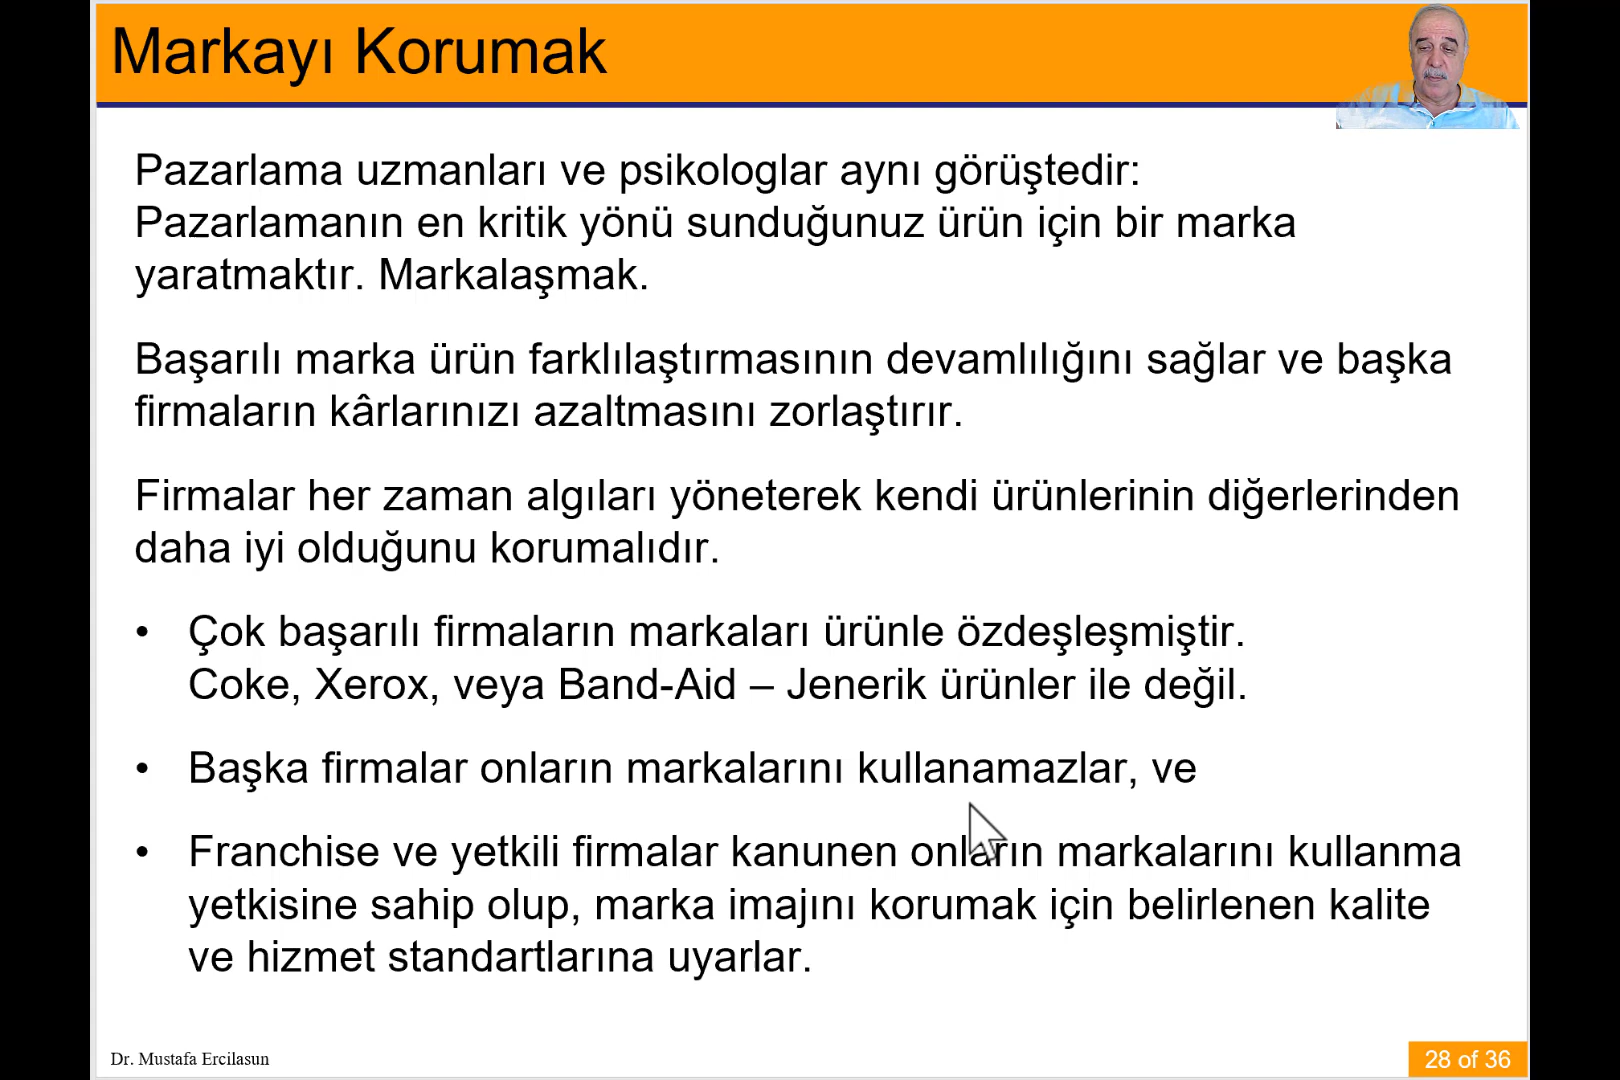 Markayı Korumak
Pazarlama uzmanları ve psikologlar aynı görüştedir:
Pazarlamanın en kritik yönü sunduğunuz ürün için bir marka
yaratmaktır. Markalaşmak.
Başarılı marka ürün farklılaştırmasının devamlılığını sağlar ve başka
firmaların kârlarınızı azaltmasını zorlaştırır.
Firmalar her zaman algıları yöneterek kendi ürünlerinin diğerlerinden
daha iyi olduğunu korumalıdır.
• Çok başarılı firmaların markaları ürünle özdeşleşmiştir.
Coke, Xerox, veya Band-Aid – Jenerik ürünler ile değil.
• Başka firmalar onların markalarını kullanamazlar, ve
• Franchise ve yetkili firmalar kanunen onların markalarını kullanma
yetkisine sahip olup, marka imajını korumak için belirlenen kalite
ve hizmet standartlarına uyarlar.
Dr. Mustafa Ercilasun
28 of 36